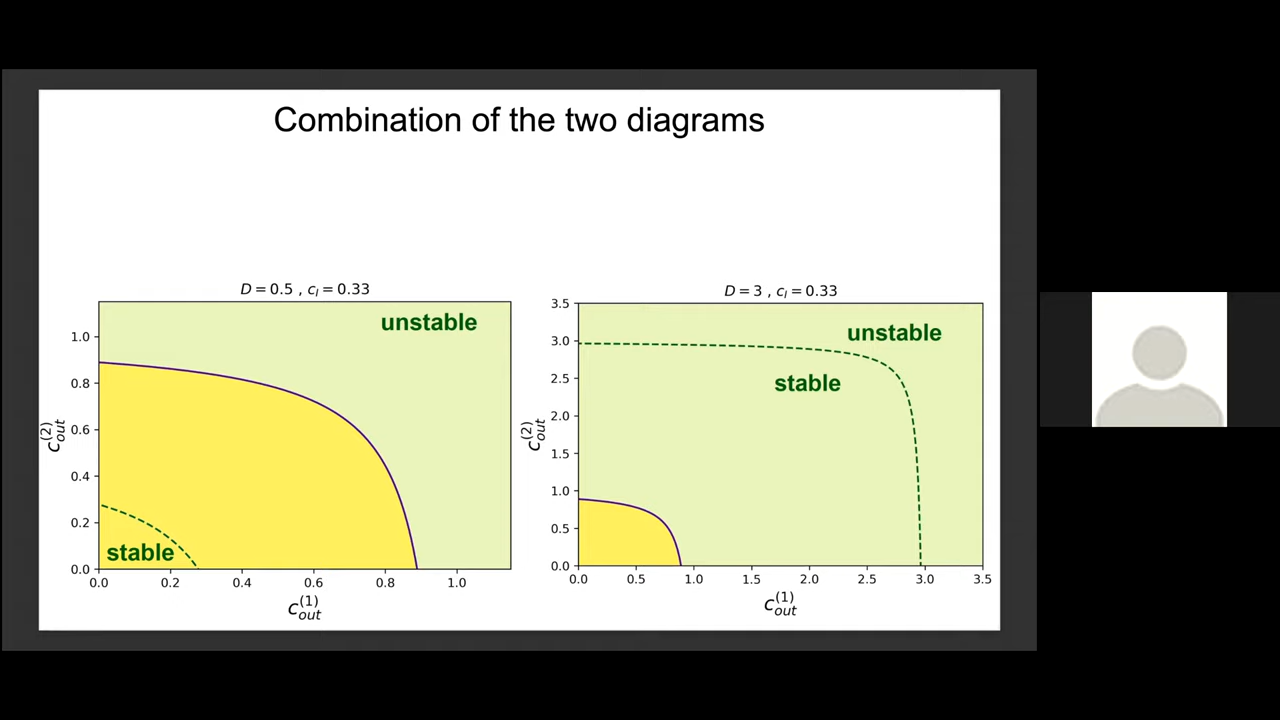 Combination of the two diagrams
D = 0.5 , c_l = 0.33
unstable
stable
1.0
0.8
0.6
0.4
0.2
0.0
c_out^(2)
0.0 0.2 0.4 0.6 0.8 1.0
c_out^(1)
D = 3 , c_l = 0.33
unstable
stable
3.5
3.0
2.5
2.0
1.5
1.0
0.5
0.0
c_out^(2)
0.0 0.5 1.0 1.5 2.0 2.5 3.0 3.5
c_out^(1)